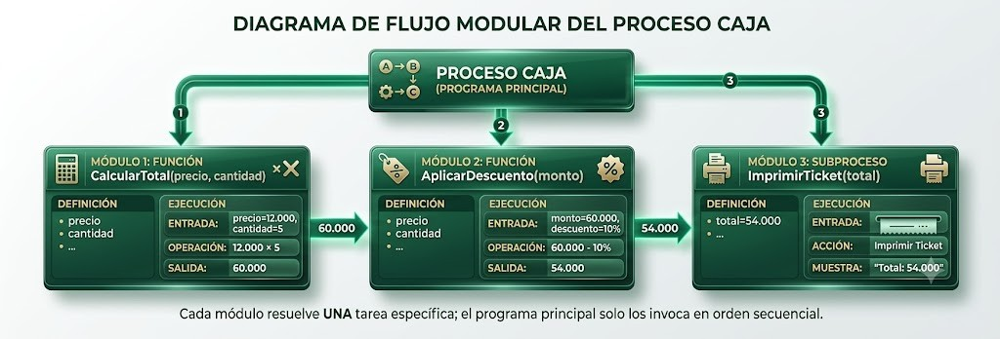 DIAGRAMA DE FLUJO MODULAR DEL PROCESO CAJA
A B
C
PROCESO CAJA
(PROGRAMA PRINCIPAL)
1
2
3
3
MÓDULO 1: FUNCIÓN
CalcularTotal(precio, cantidad)
DEFINICIÓN
• precio
• cantidad
• ...
EJECUCIÓN
ENTRADA:
precio=12.000,
cantidad=5
OPERACIÓN:
12.000 × 5
SALIDA:
60.000
60.000
MÓDULO 2: FUNCIÓN
AplicarDescuento(monto)
DEFINICIÓN
• precio
• cantidad
• ...
EJECUCIÓN
ENTRADA:
monto=60.000,
descuento=10%
OPERACIÓN:
60.000 - 10%
SALIDA:
54.000
54.000
MÓDULO 3: SUBPROCESO
ImprimirTicket(total)
DEFINICIÓN
• total=54.000
• ...
EJECUCIÓN
ENTRADA:
ACCIÓN:
Imprimir Ticket
MUESTRA:
"Total: 54.000"
Cada módulo resuelve UNA tarea específica; el programa principal solo los invoca en orden secuencial.